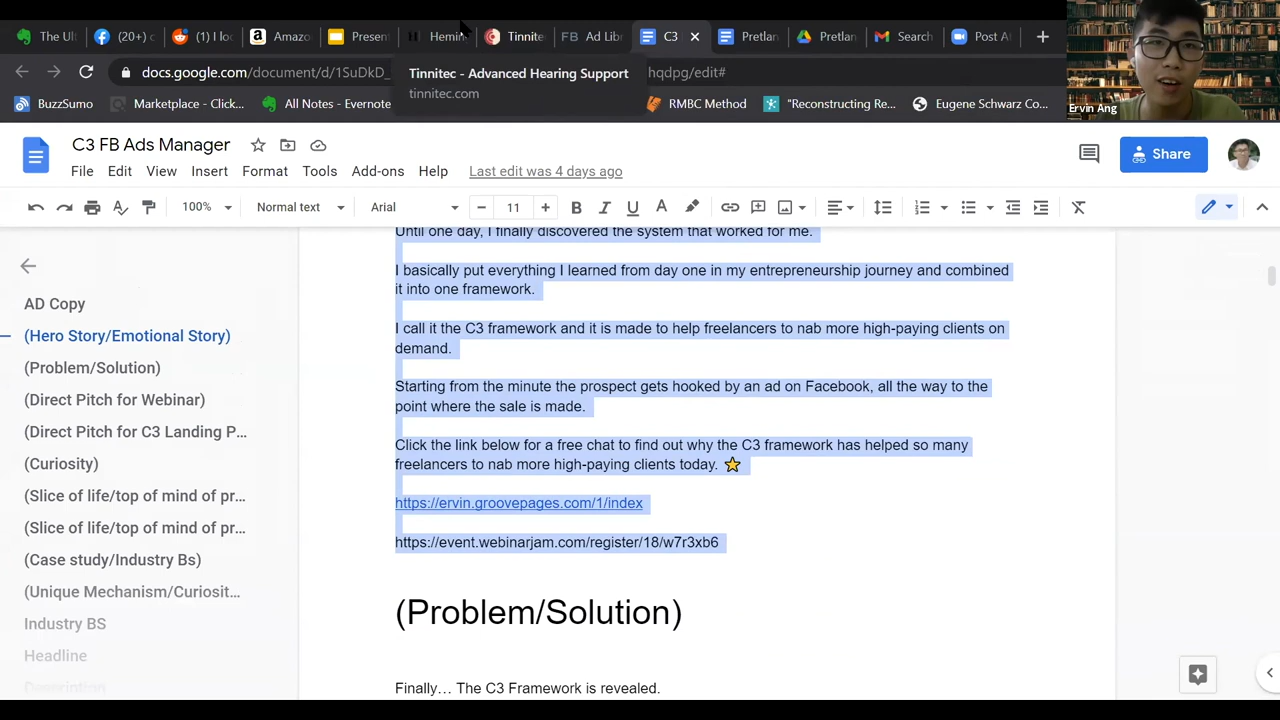 The Ul
(20+) c
(1) I lo
Amazo
Presen
Hemin
Tinnite
FB Ad Lib
C3
Pretlan
Pretlan
Search
Post A
docs.google.com/document/d/1SuDkD_
hqdpg/edit#
Tinnitec - Advanced Hearing Support
tinnitec.com
BuzzSumo
Marketplace - Click...
All Notes - Evernote
RMBC Method
"Reconstructing Re...
Eugene Schwarz Co...
Ervin Ang
C3 FB Ads Manager
Share
File Edit View Insert Format Tools Add-ons Help Last edit was 4 days ago
100% Normal text Arial 11
AD Copy
(Hero Story/Emotional Story)
(Problem/Solution)
(Direct Pitch for Webinar)
(Direct Pitch for C3 Landing P...
(Curiosity)
(Slice of life/top of mind of pr...
(Slice of life/top of mind of pr...
(Case study/Industry Bs)
(Unique Mechanism/Curiosit...
Industry BS
Headline
Description
Until one day, I finally discovered the system that worked for me.
I basically put everything I learned from day one in my entrepreneurship journey and combined
it into one framework.
I call it the C3 framework and it is made to help freelancers to nab more high-paying clients on
demand.
Starting from the minute the prospect gets hooked by an ad on Facebook, all the way to the
point where the sale is made.
Click the link below for a free chat to find out why the C3 framework has helped so many
freelancers to nab more high-paying clients today.
https://ervin.groovepages.com/1/index
https://event.webinarjam.com/register/18/w7r3xb6
(Problem/Solution)
Finally… The C3 Framework is revealed.